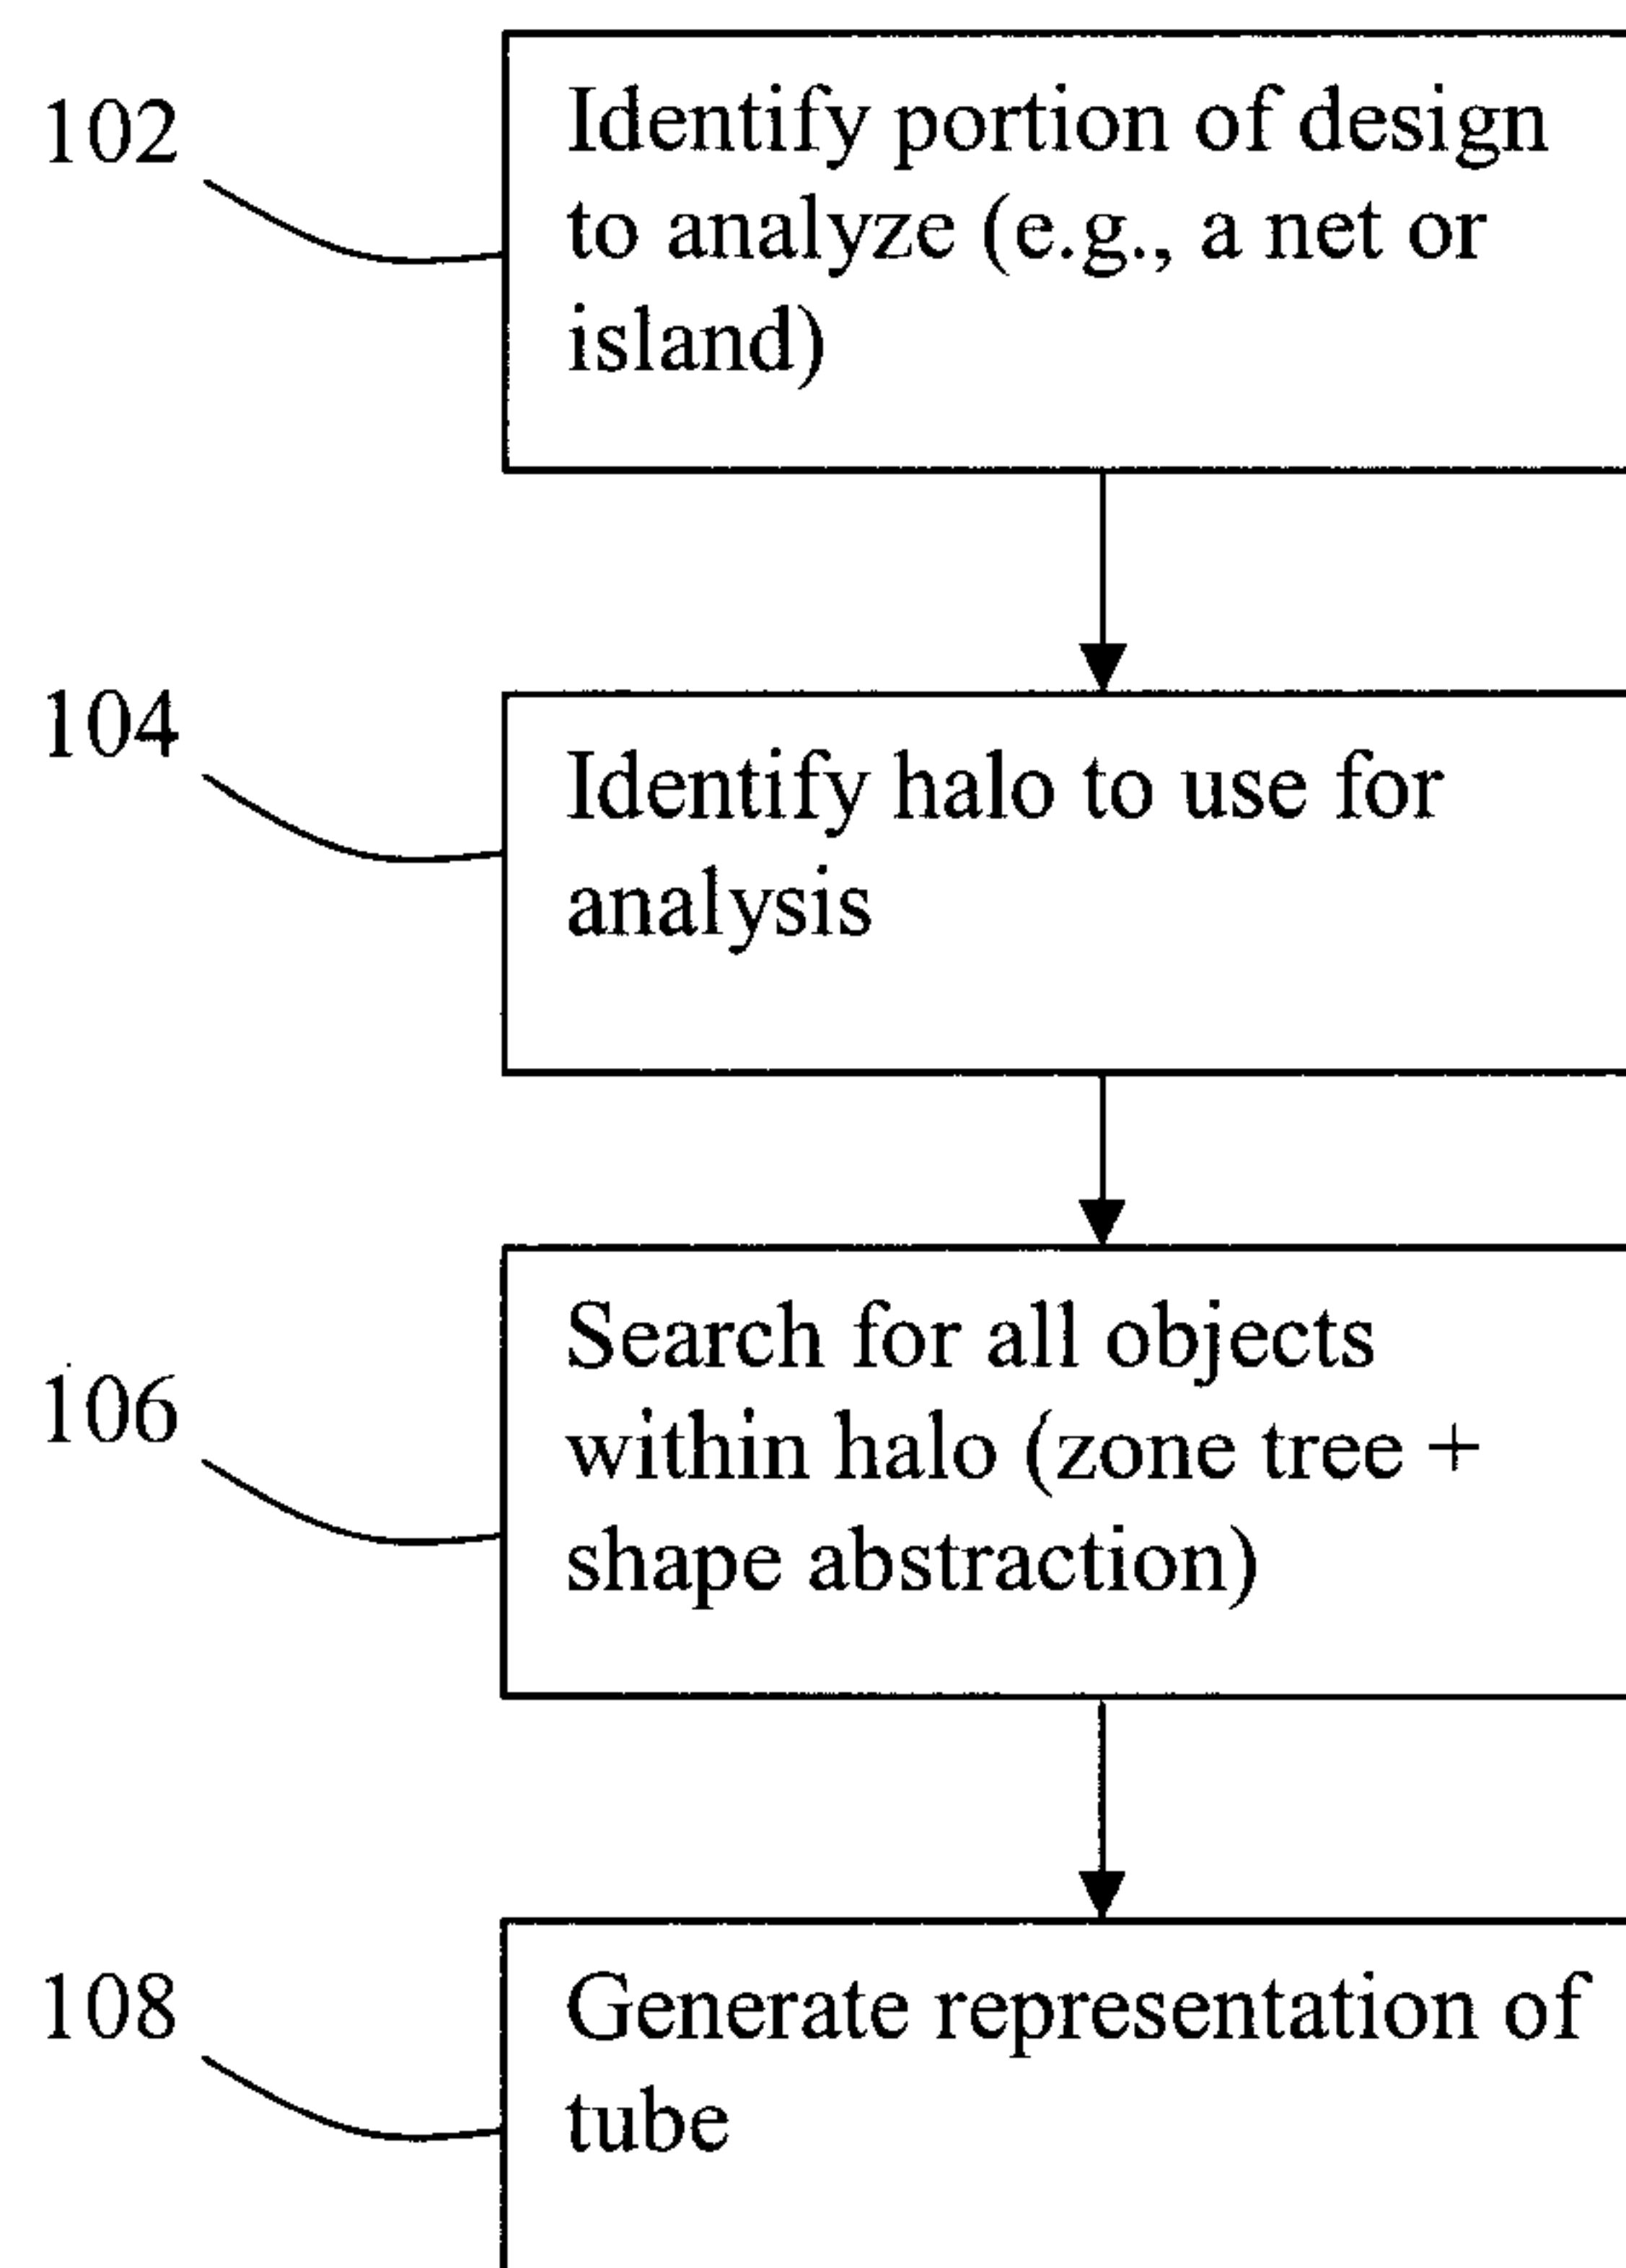 102
Identify portion of design
to analyze (e.g., a net or
island)
104
Identify halo to use for
analysis
106
Search for all objects
within halo (zone tree +
shape abstraction)
108
Generate representation of
tube